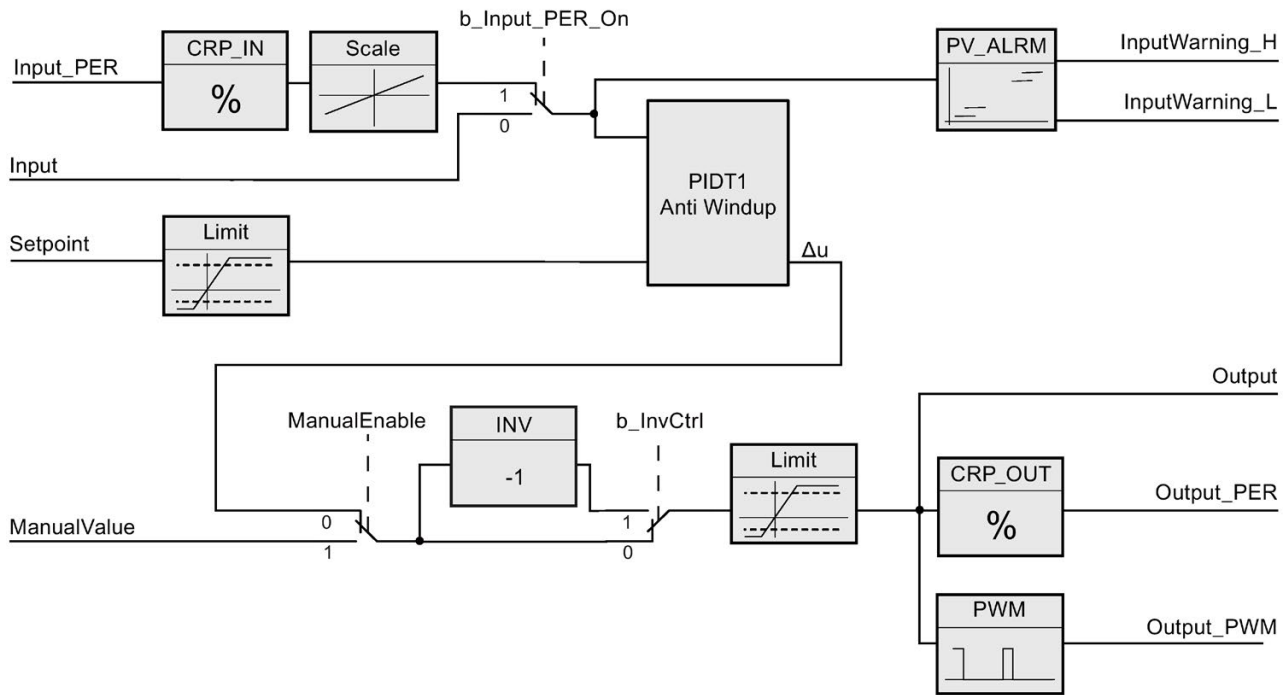 b_Input_PER_On
Input_PER
CRP_IN
%
Scale
1
0
PV_ALRM
InputWarning_H
InputWarning_L
Input
PIDT1
Anti Windup
Setpoint
Limit
Δu
ManualEnable
INV
-1
b_InvCtrl
Limit
Output
CRP_OUT
%
Output_PER
0
1
1
0
ManualValue
PWM
Output_PWM